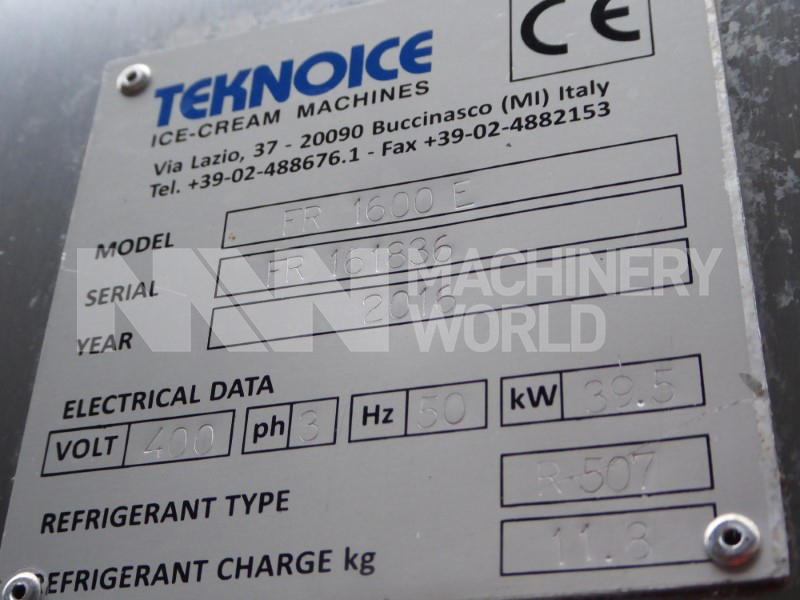 TEKNOICE
CE
ICE-CREAM MACHINES
Via Lazio, 37 - 20090 Buccinasco (MI) Italy
Tel. +39-02-488676.1 - Fax +39-02-4882153
MODEL FR 1600 E
SERIAL FR 161836
YEAR 2016
MACHINERY
WORLD
ELECTRICAL DATA
VOLT 400 ph 3 Hz 50 kW 39.5
REFRIGERANT TYPE R-507
REFRIGERANT CHARGE kg 11.8